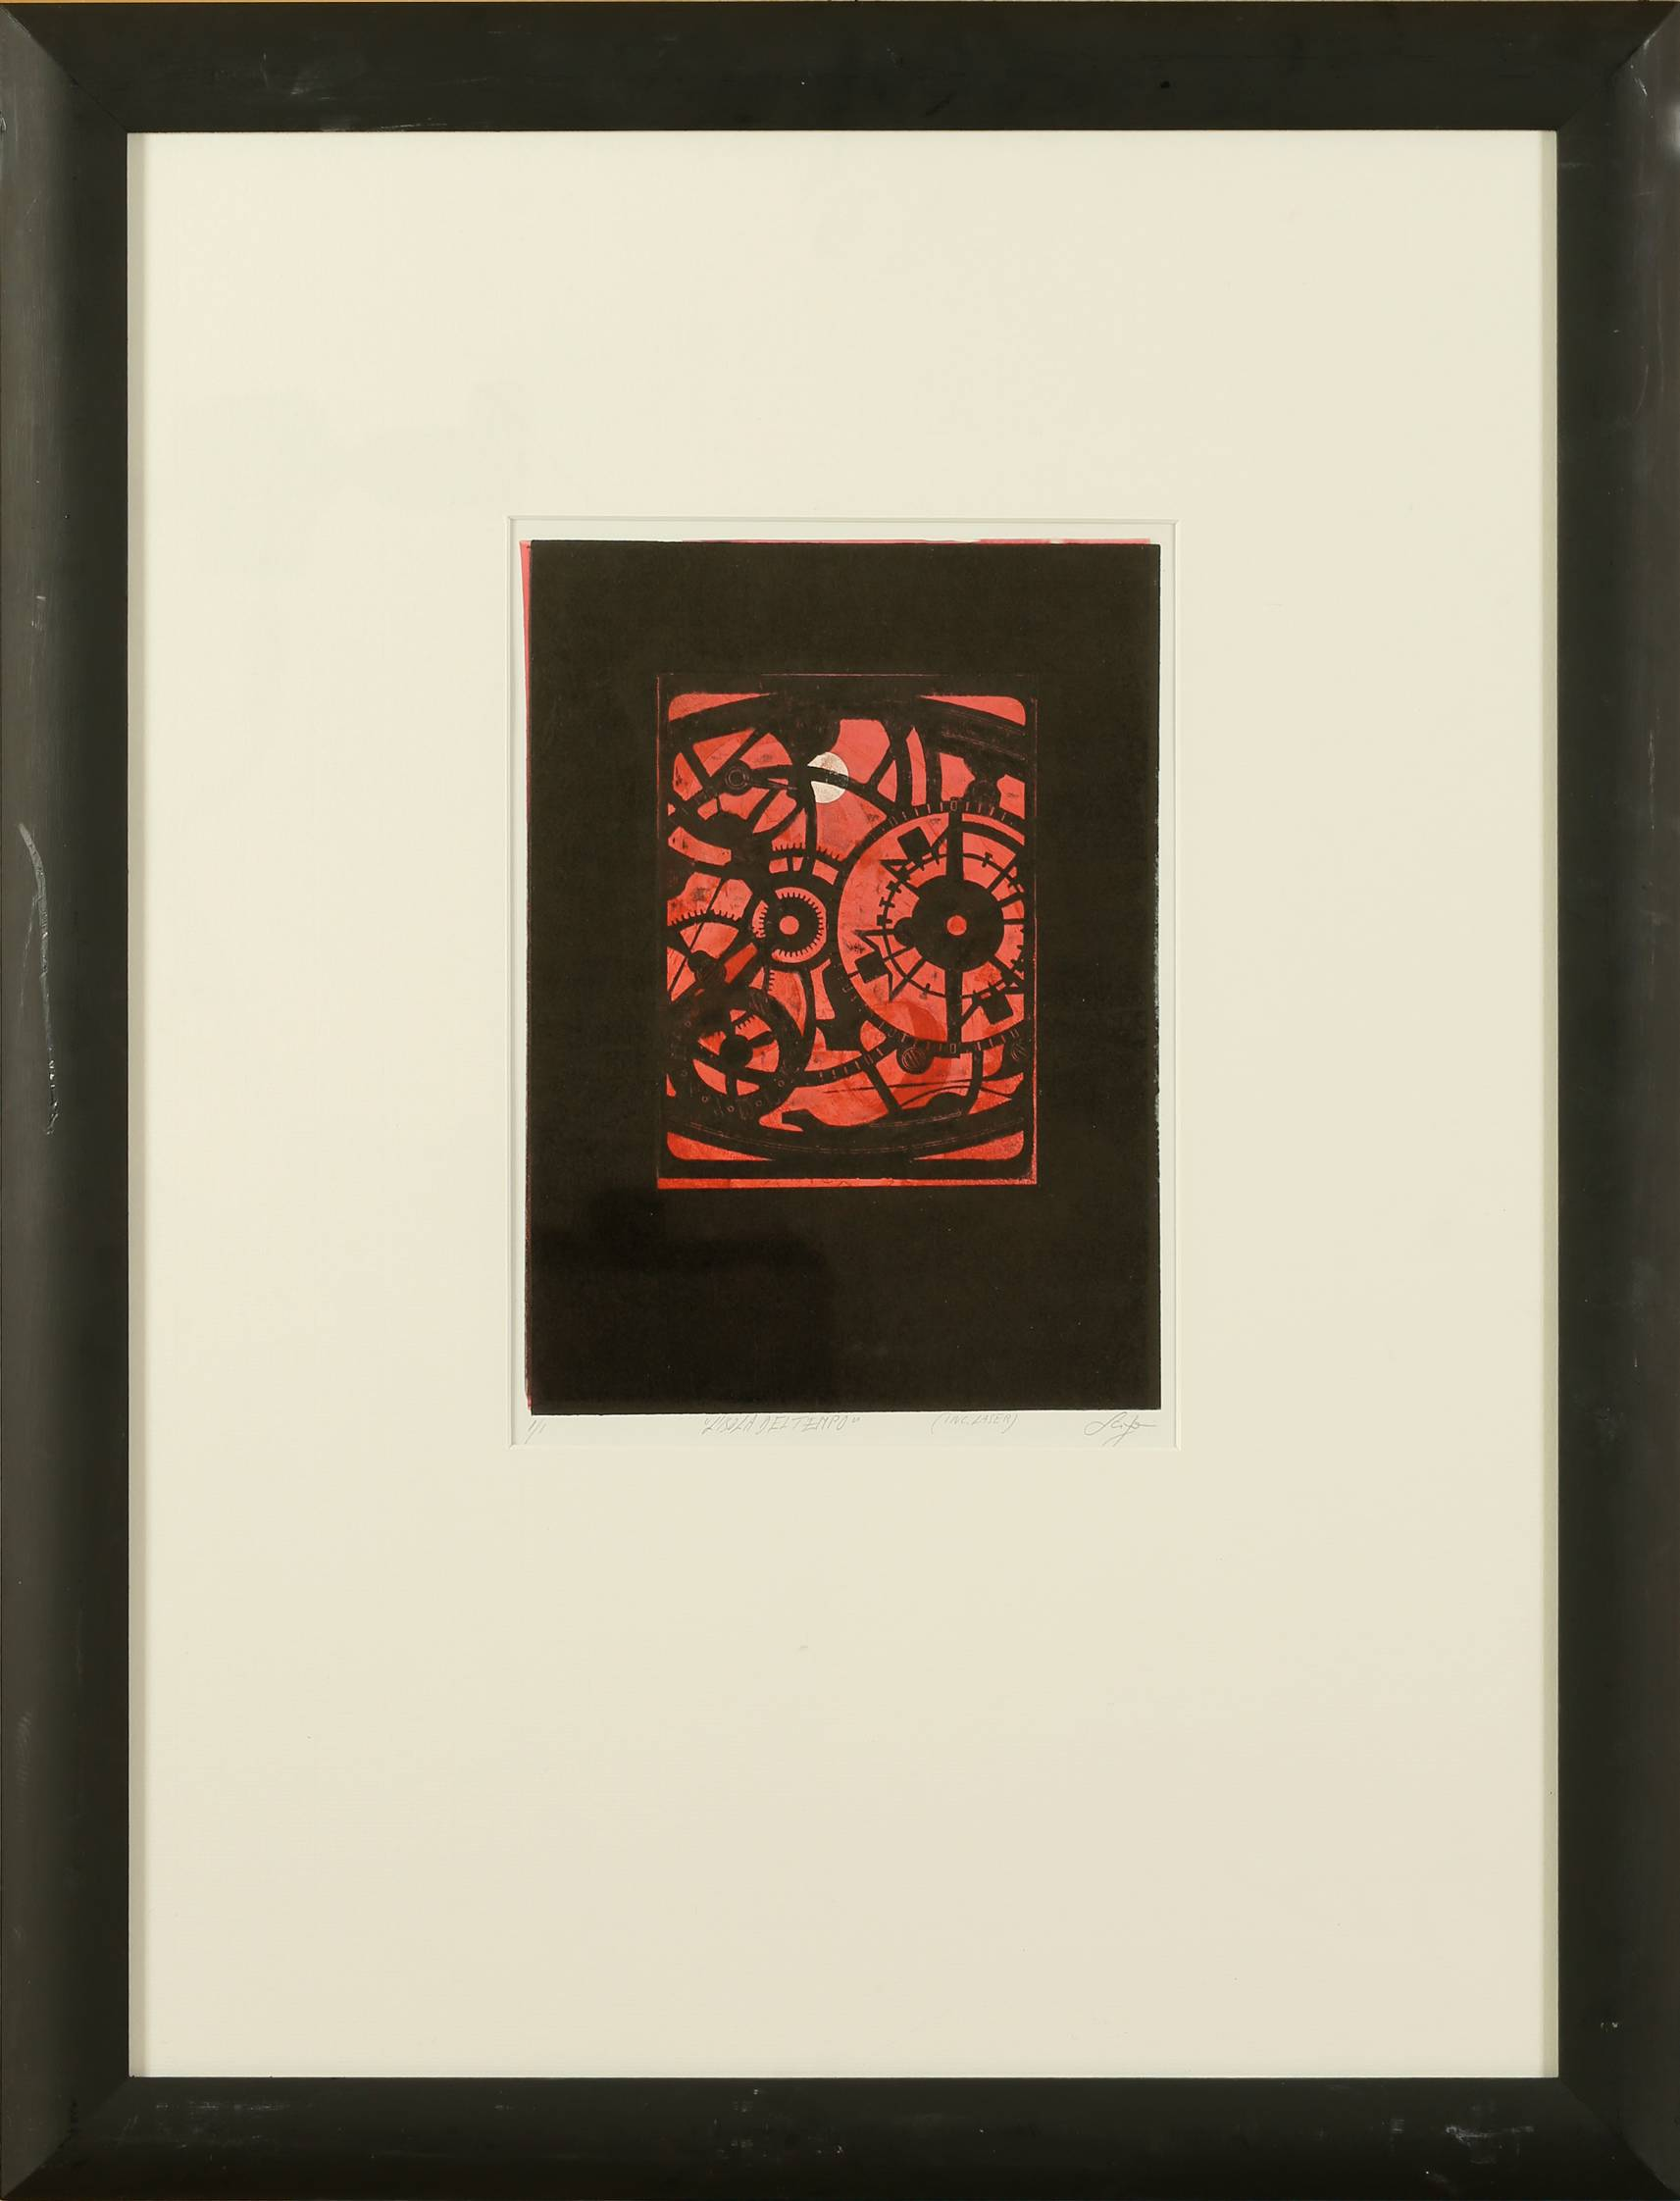 1/1 "L'ISOLA DEL TEMPO" (INC. LASER)